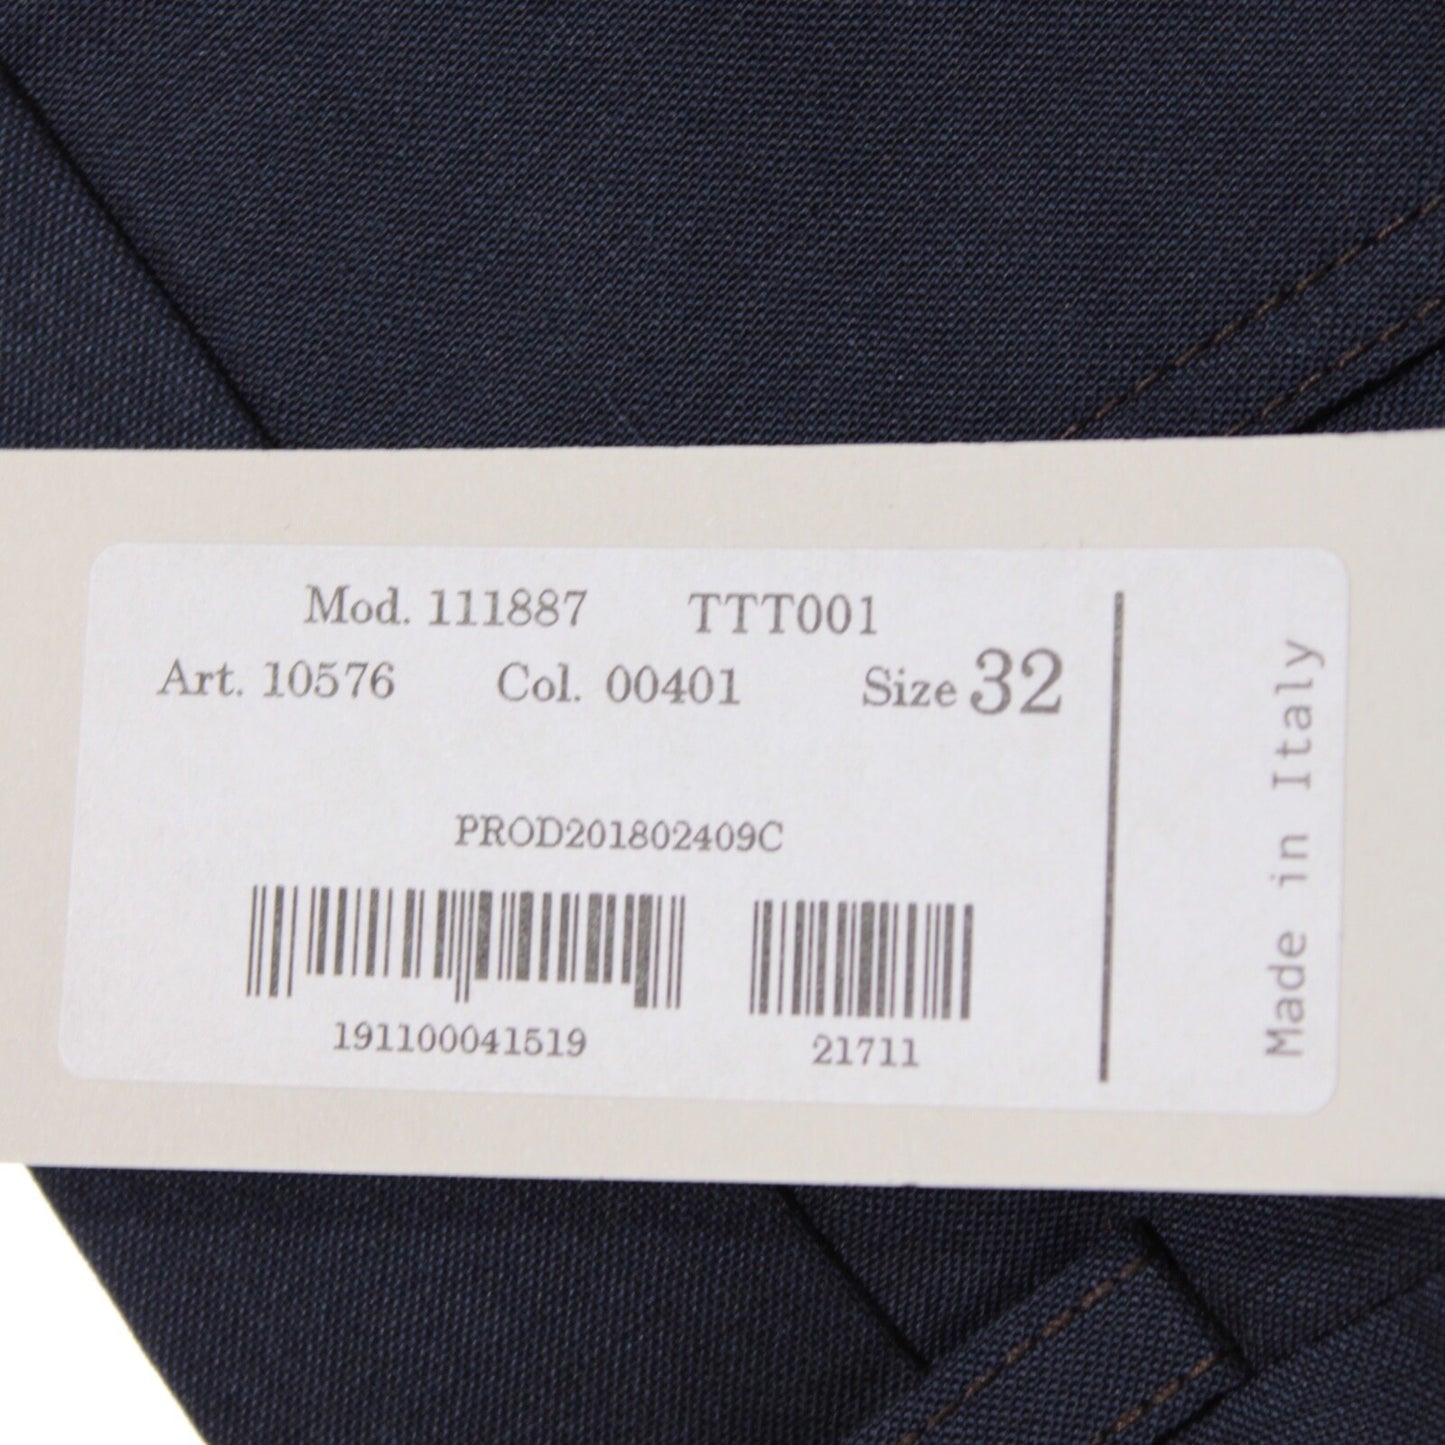 Mod. 111887 TTT001
Art. 10576 Col. 00401 Size 32
PROD201802409C
191100041519 21711
Made in Italy